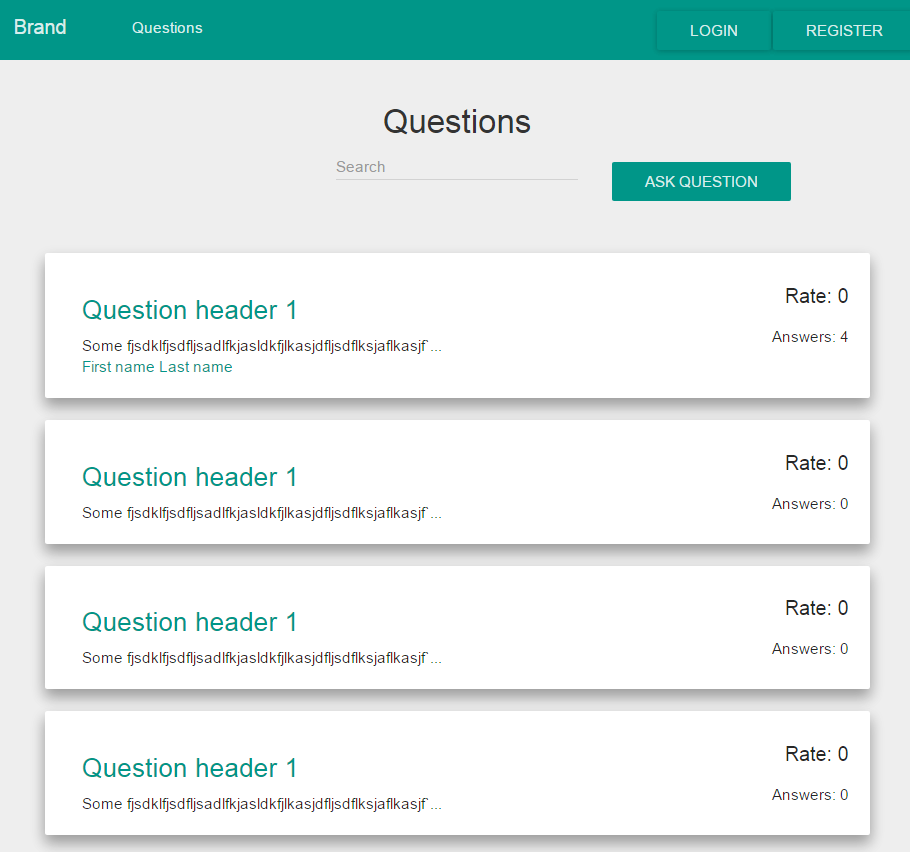 Brand Questions LOGIN REGISTER
Questions
Search
ASK QUESTION
Question header 1
Rate: 0
Some fjsdklfjsdfljsadlfkjasldkfjlkasjdfljsdflksjaflkasjf`...
Answers: 4
First name Last name
Question header 1
Rate: 0
Some fjsdklfjsdfljsadlfkjasldkfjlkasjdfljsdflksjaflkasjf`...
Answers: 0
Question header 1
Rate: 0
Some fjsdklfjsdfljsadlfkjasldkfjlkasjdfljsdflksjaflkasjf`...
Answers: 0
Question header 1
Rate: 0
Some fjsdklfjsdfljsadlfkjasldkfjlkasjdfljsdflksjaflkasjf`...
Answers: 0